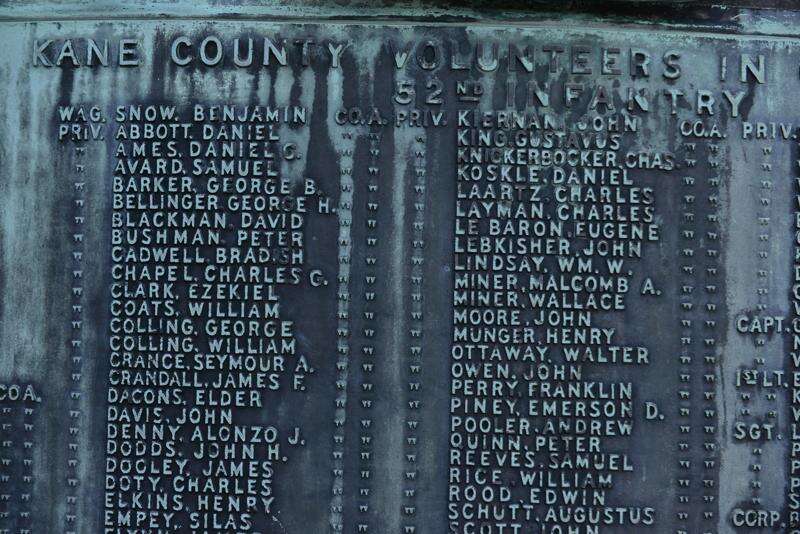 KANE COUNTY VOLUNTEERS IN
52ND INFANTRY
WAG. SNOW, BENJAMIN CO.A.
PRIV. ABBOTT, DANIEL "
" AMES, DANIEL G. "
" AVARD, SAMUEL "
" BARKER, GEORGE B. "
" BELLINGER GEORGE H. "
" BLACKMAN, DAVID "
" BUSHMAN, PETER "
" CADWELL, BRADISH "
" CHAPEL, CHARLES C. "
" CLARK, EZEKIEL "
" COATS, WILLIAM "
" COLLING, GEORGE "
" COLLING, WILLIAM "
" CRANCE, SEYMOUR A. "
" CRANDALL, JAMES F. "
" DACONS, ELDER "
" DAVIS, JOHN "
" DENNY, ALONZO J. "
" DODDS, JOHN H. "
" DOOLEY, JAMES "
" DOTY, CHARLES "
" ELKINS, HENRY "
" EMPEY, SILAS "
PRIV. KIERNAN, JOHN CO.A.
" KING, GUSTAVUS "
" KNICKERBOCKER, CHAS. "
" KOSKLE, DANIEL "
" LAARTZ, CHARLES "
" LAYMAN, CHARLES "
" LE BARON, EUGENE "
" LEBKISHER, JOHN "
" LINDSAY, WM. W. "
" MINER, MALCOMB A. "
" MINER, WALLACE "
" MOORE, JOHN "
" MUNGER, HENRY "
" OTTAWAY, WALTER "
" OWEN, JOHN "
" PERRY, FRANKLIN "
" PINEY, EMERSON D. "
" POOLER, ANDREW "
" QUINN, PETER "
" REEVES, SAMUEL "
" RICE, WILLIAM "
" ROOD, EDWIN "
" SCHUTT, AUGUSTUS "
" SCOTT, JOHN "
PRIV.
CAPT.
1ST LT.
SGT.
CORP.
CO.A.